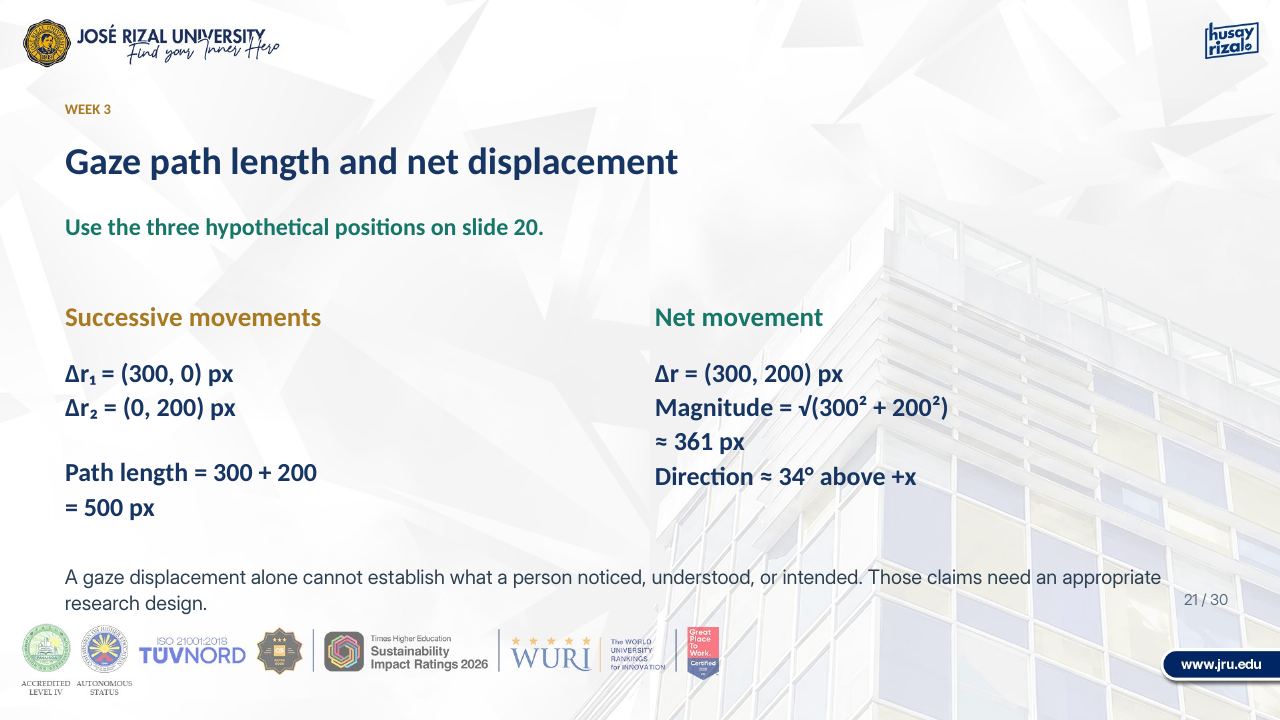 JOSÉ RIZAL UNIVERSITY
Find your Inner Hero
husay
rizal
WEEK 3
Gaze path length and net displacement
Use the three hypothetical positions on slide 20.
Successive movements
Δr₁ = (300, 0) px
Δr₂ = (0, 200) px
Path length = 300 + 200
= 500 px
Net movement
Δr = (300, 200) px
Magnitude = √(300² + 200²)
≈ 361 px
Direction ≈ 34° above +x
A gaze displacement alone cannot establish what a person noticed, understood, or intended. Those claims need an appropriate
research design.
21 / 30
ACCREDITED
LEVEL IV
AUTONOMOUS
STATUS
ISO 21001:2018
TÜVNORD
Times Higher Education
Sustainability
Impact Ratings 2026
WURI
The WORLD
UNIVERSITY
RANKINGS
for INNOVATION
Great
Place
To
Work.
Certified
www.jru.edu